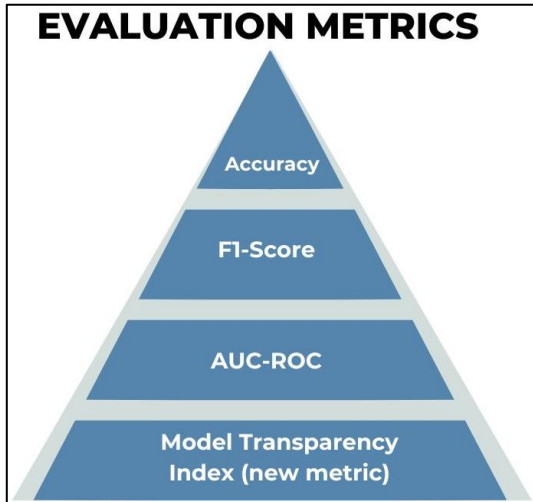 EVALUATION METRICS
Accuracy
F1-Score
AUC-ROC
Model Transparency
Index (new metric)